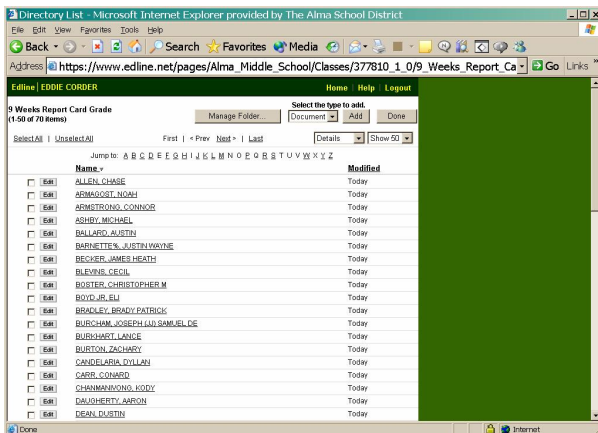 Directory List - Microsoft Internet Explorer provided by The Alma School District
File Edit View Favorites Tools Help
Back Search Favorites Media
Address https://www.edline.net/pages/Alma_Middle_School/Classes/377810_1_0/9_Weeks_Report_Ca Go Links »
Edline | EDDIE CORDER Home | Help | Logout
9 Weeks Report Card Grade
(1-50 of 70 items)
Select the type to add.
Manage Folder... Document Add Done
Select All | Unselect All First | < Prev Next > | Last Details Show 50
Jump to: A B C D E F G H I J K L M N O P Q R S T U V W X Y Z
Name Modified
Edit ALLEN, CHASE Today
Edit ARMAGOST, NOAH Today
Edit ARMSTRONG, CONNOR Today
Edit ASHBY, MICHAEL Today
Edit BALLARD, AUSTIN Today
Edit BARNETTE%, JUSTIN WAYNE Today
Edit BECKER, JAMES HEATH Today
Edit BLEVINS, CECIL Today
Edit BOSTER, CHRISTOPHER M Today
Edit BOYD JR, ELI Today
Edit BRADLEY, BRADY PATRICK Today
Edit BURCHAM, JOSEPH (JJ) SAMUEL DE Today
Edit BURKHART, LANCE Today
Edit BURTON, ZACHARY Today
Edit CANDELARIA, DYLLAN Today
Edit CARR, CONARD Today
Edit CHANMANIVONG, KODY Today
Edit DAUGHERTY, AARON Today
Edit DEAN, DUSTIN Today
Done Internet